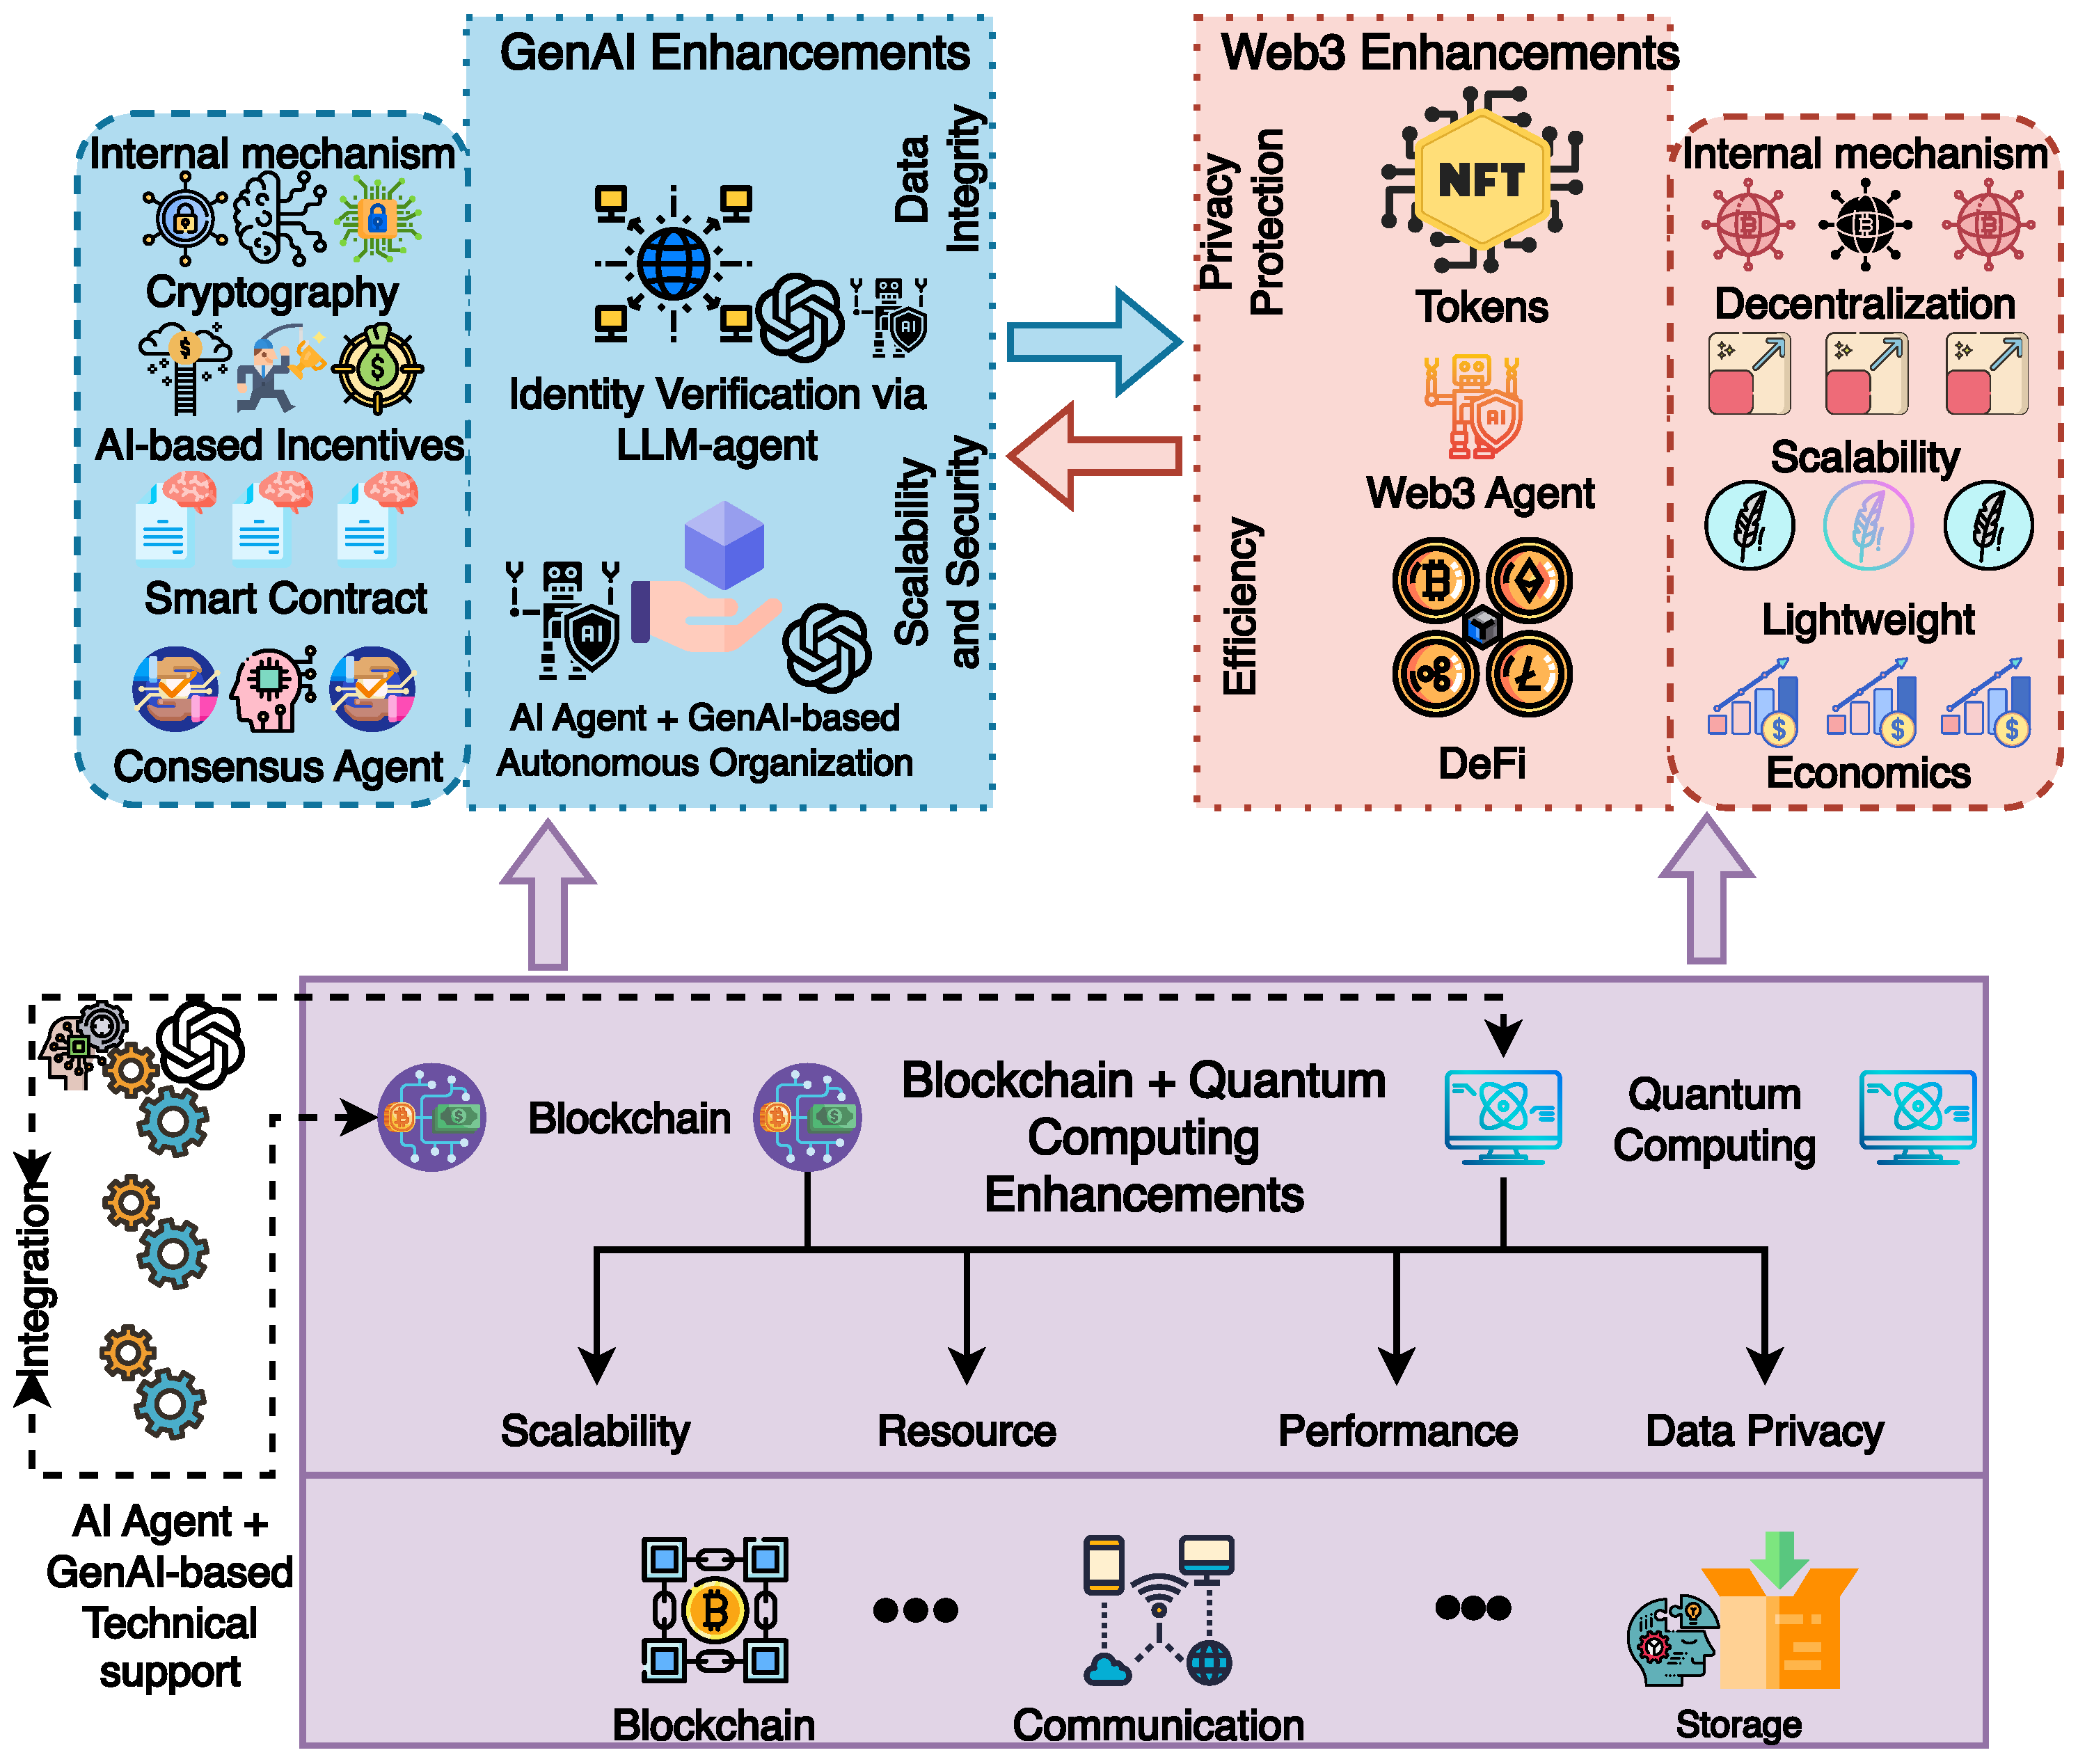 GenAI Enhancements
Internal mechanism
Cryptography
AI-based Incentives
Smart Contract
Consensus Agent
Data
Integrity
Identity Verification via
LLM-agent
AI
Scalability
and Security
AI
AI Agent + GenAI-based
Autonomous Organization
Web3 Enhancements
Privacy
Protection
NFT
Tokens
AI
Web3 Agent
Efficiency
DeFi
Internal mechanism
Decentralization
Scalability
Lightweight
Economics
Integration
AI Agent +
GenAI-based
Technical
support
Blockchain
Blockchain + Quantum
Computing
Enhancements
Quantum
Computing
Scalability
Resource
Performance
Data Privacy
Blockchain
Communication
Storage